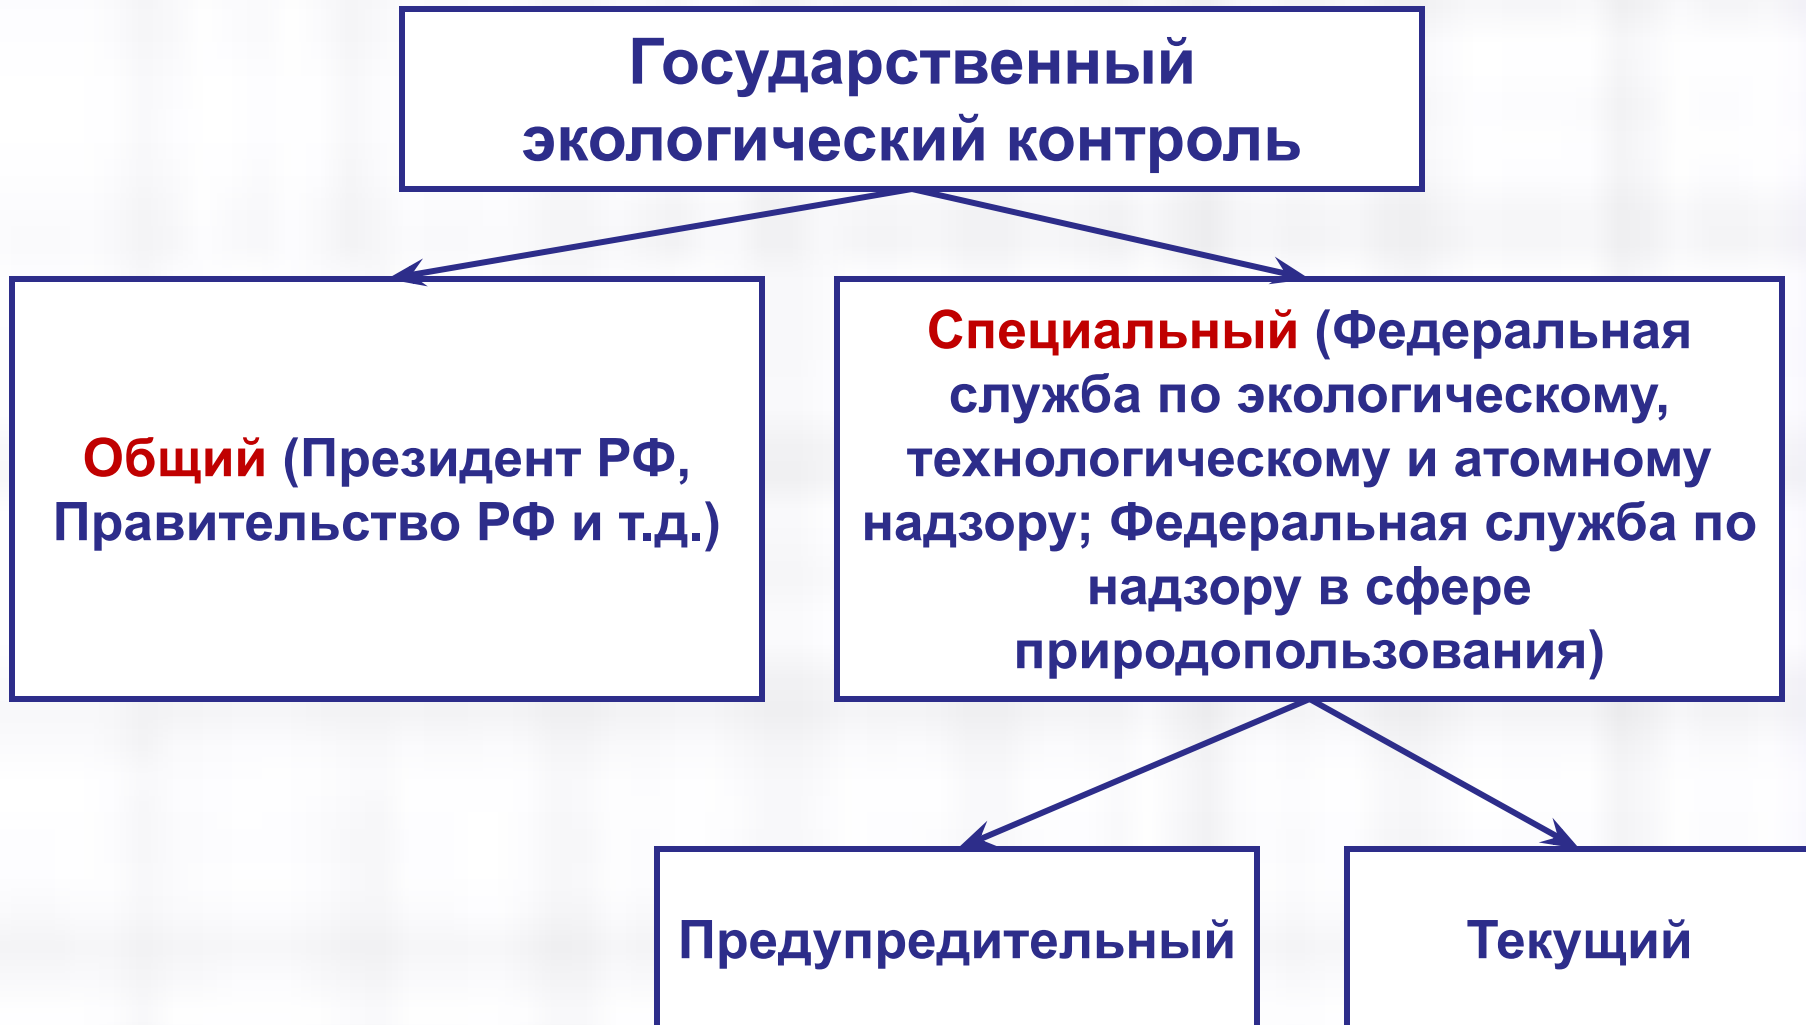 Государственный
экологический контроль
Общий (Президент РФ,
Правительство РФ и т.д.)
Специальный (Федеральная
служба по экологическому,
технологическому и атомному
надзору; Федеральная служба по
надзору в сфере
природопользования)
Предупредительный
Текущий